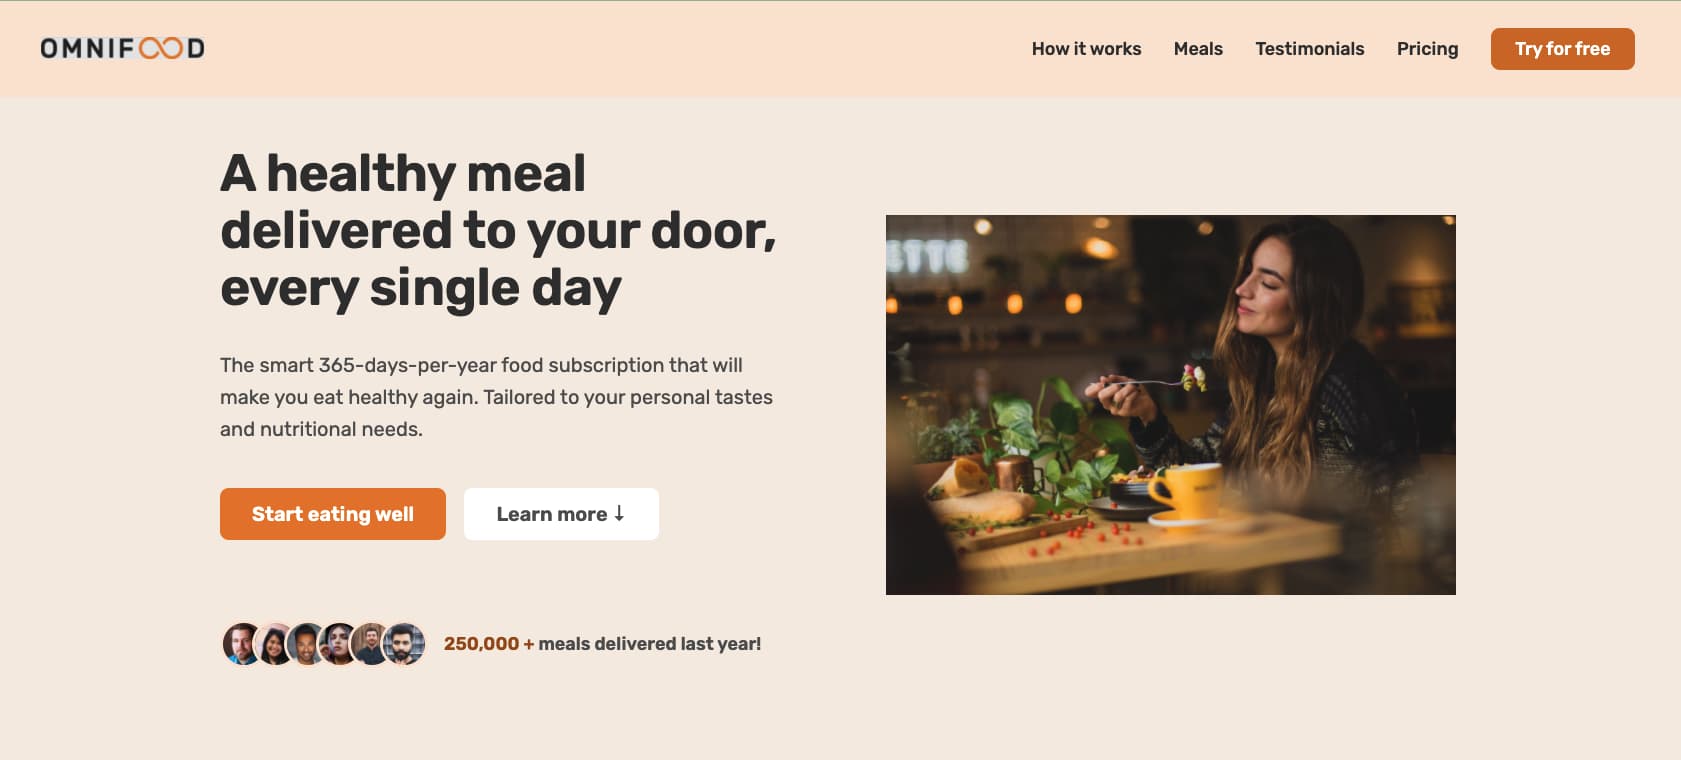 OMNIFOOD
How it works
Meals
Testimonials
Pricing
Try for free
A healthy meal
delivered to your door,
every single day
The smart 365-days-per-year food subscription that will
make you eat healthy again. Tailored to your personal tastes
and nutritional needs.
Start eating well
Learn more ↓
250,000 + meals delivered last year!
ETTE